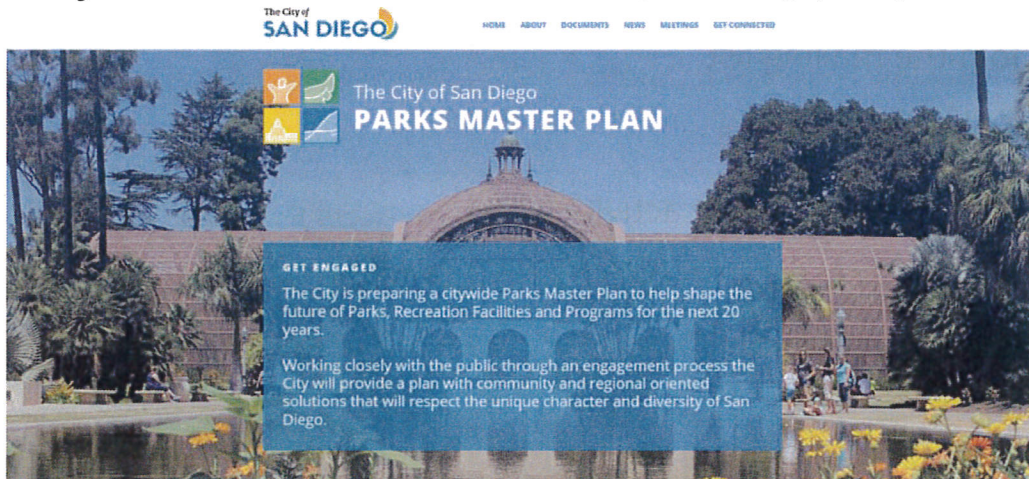 The City of
SAN DIEGO
HOME ABOUT DOCUMENTS NEWS MEETINGS GET CONNECTED
The City of San Diego
PARKS MASTER PLAN
GET ENGAGED
The City is preparing a citywide Parks Master Plan to help shape the
future of Parks, Recreation Facilities and Programs for the next 20
years.
Working closely with the public through an engagement process the
City will provide a plan with community and regional oriented
solutions that will respect the unique character and diversity of San
Diego.